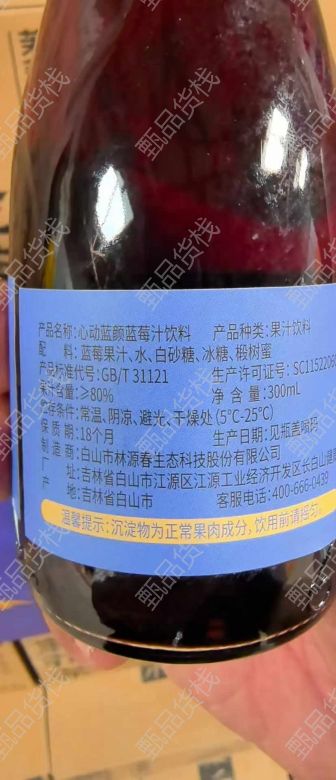 产品名称:心动蓝颜蓝莓汁饮料 产品种类:果汁饮料
配 料:蓝莓果汁、水、白砂糖、冰糖、椴树蜜
产品标准代号:GB/T 31121 生产许可证号:SC1152206
果汁含量:≥80% 净 含 量:300mL
贮存条件:常温、阴凉、避光、干燥处(5℃-25℃)
保 质 期:18个月 生产日期:见瓶盖喷码
制 造 商:白山市林源春生态科技股份有限公司
厂 址:吉林省白山市江源区江源工业经济开发区长白山
产 地:吉林省白山市 客服电话:400-666-0439
温馨提示:沉淀物为正常果肉成分,饮用前请摇匀。
甄品货栈